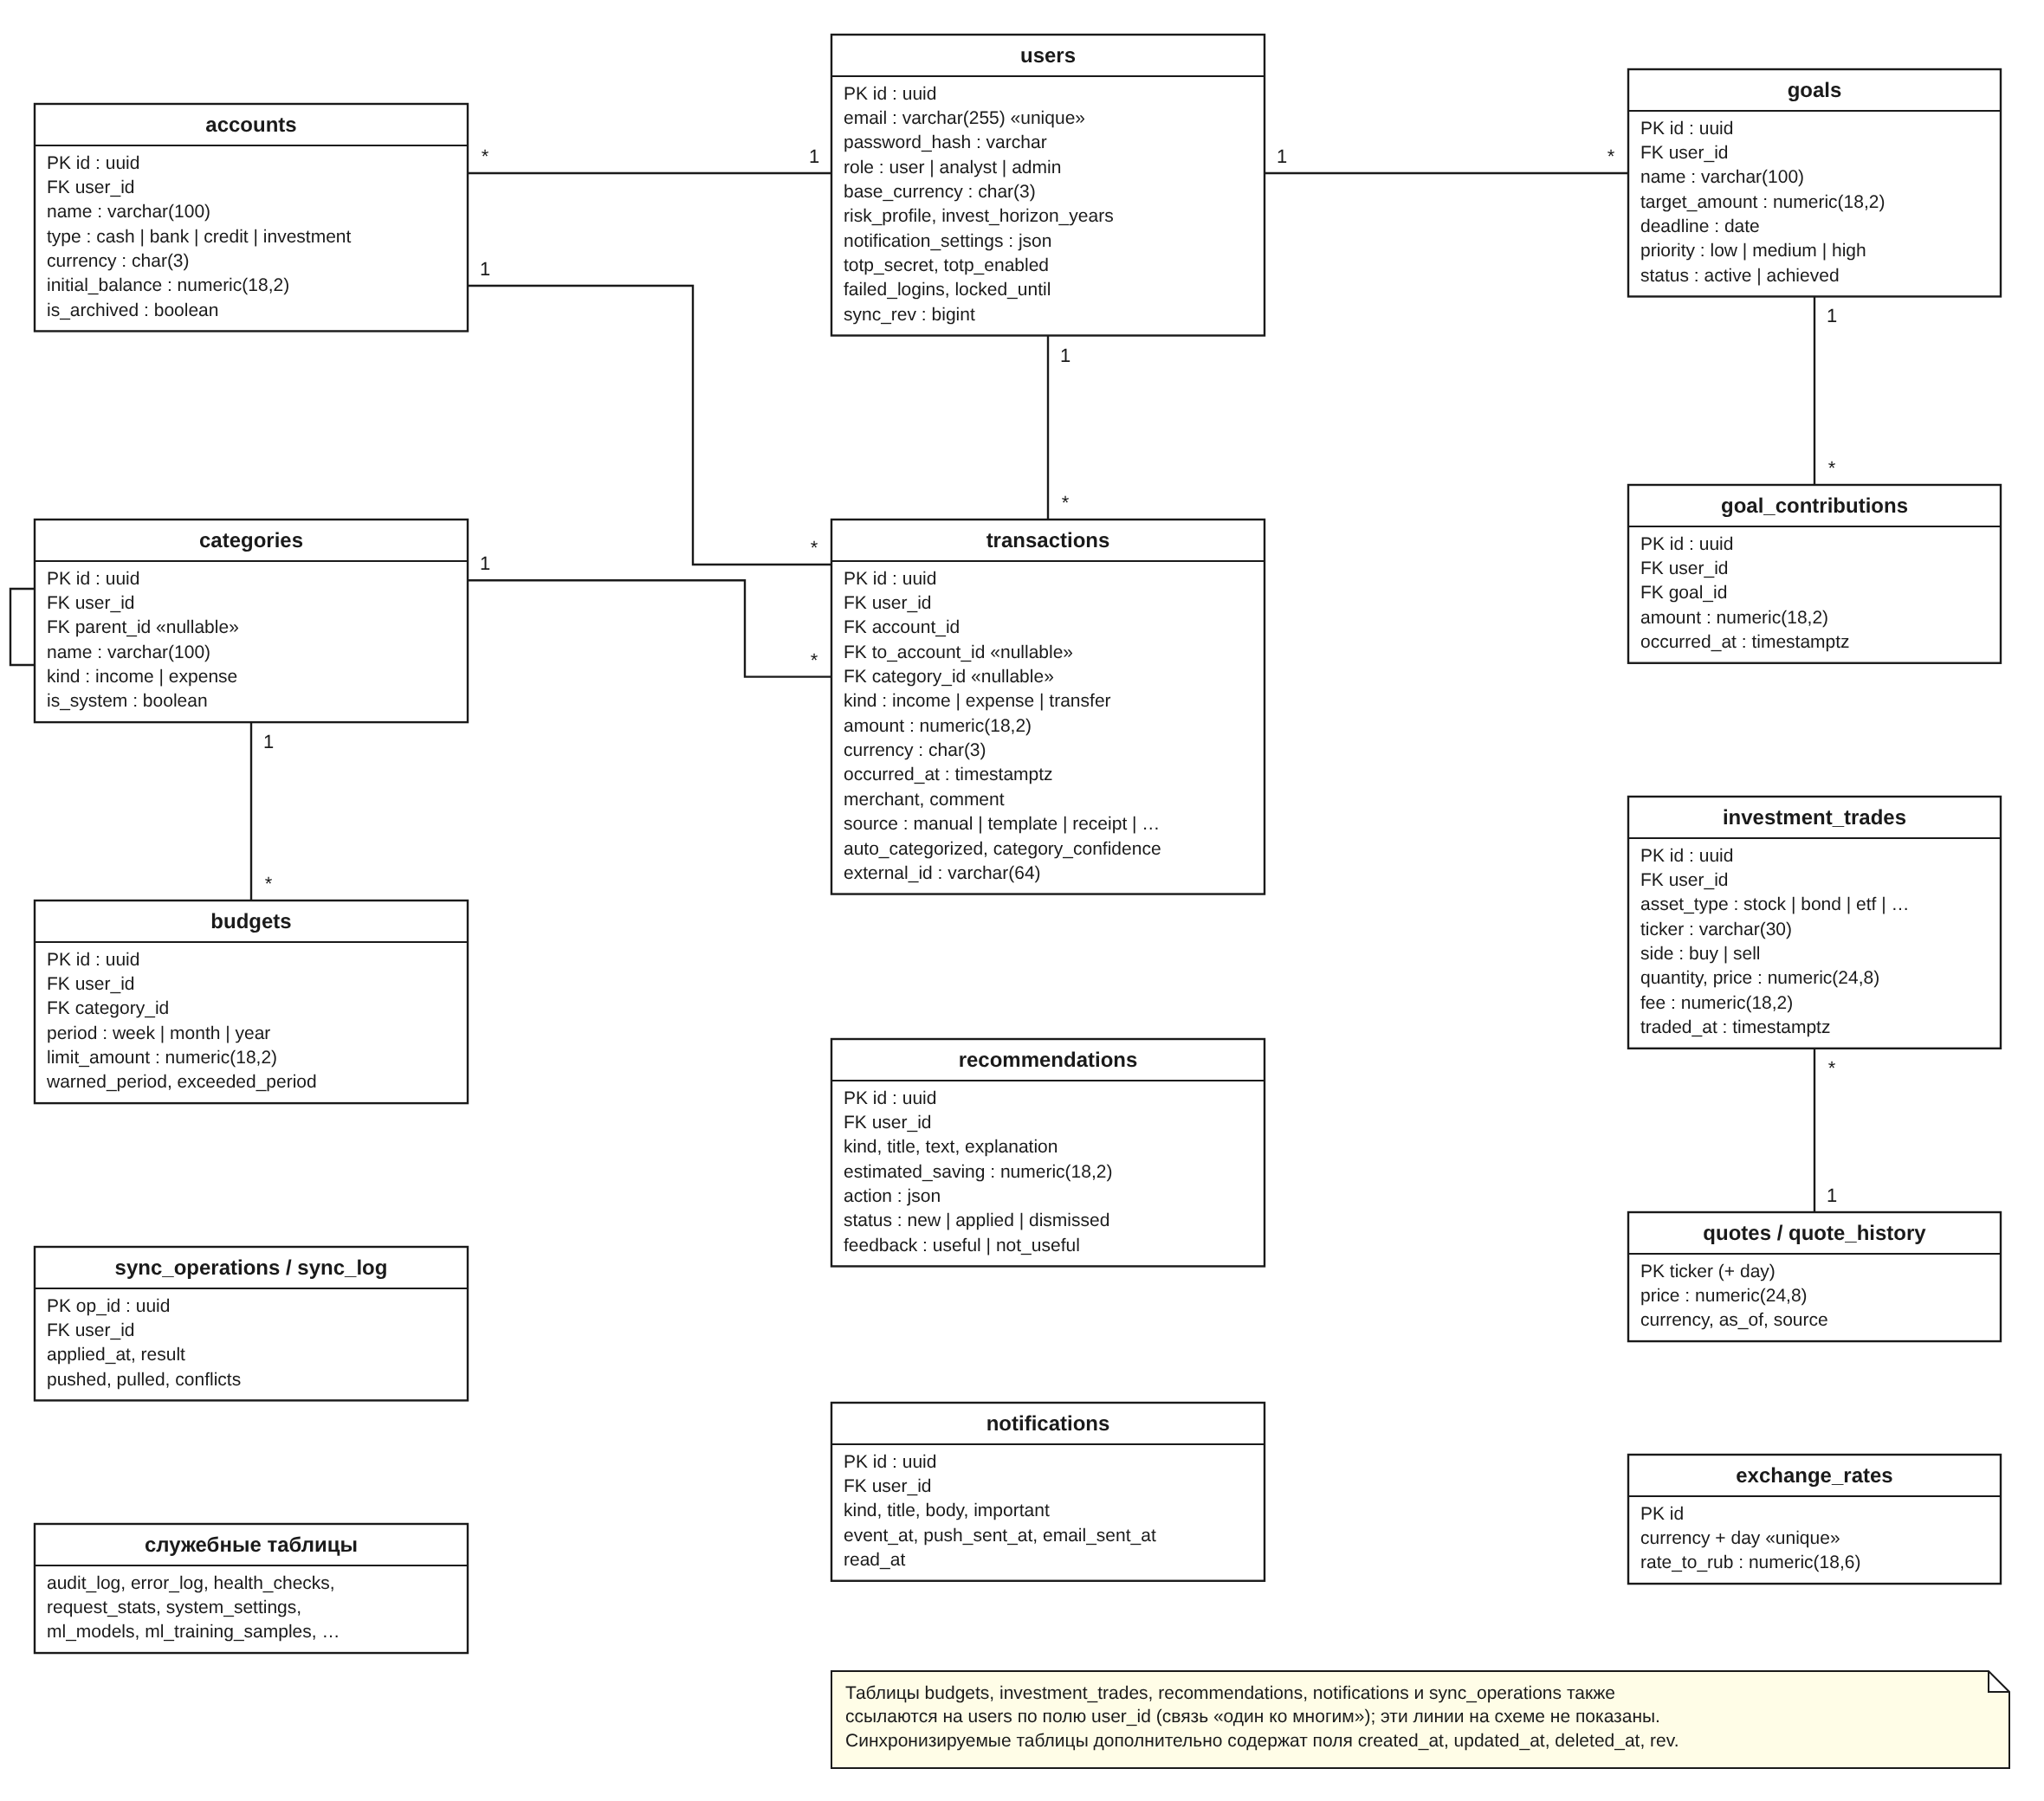 users
PK id : uuid
email : varchar(255) «unique»
password_hash : varchar
role : user | analyst | admin
base_currency : char(3)
risk_profile, invest_horizon_years
notification_settings : json
totp_secret, totp_enabled
failed_logins, locked_until
sync_rev : bigint
goals
PK id : uuid
FK user_id
name : varchar(100)
target_amount : numeric(18,2)
deadline : date
priority : low | medium | high
status : active | achieved
accounts
PK id : uuid
FK user_id
name : varchar(100)
type : cash | bank | credit | investment
currency : char(3)
initial_balance : numeric(18,2)
is_archived : boolean
*
1
1
*
1
1
*
1
*
categories
PK id : uuid
FK user_id
FK parent_id «nullable»
name : varchar(100)
kind : income | expense
is_system : boolean
1
*
*
transactions
PK id : uuid
FK user_id
FK account_id
FK to_account_id «nullable»
FK category_id «nullable»
kind : income | expense | transfer
amount : numeric(18,2)
currency : char(3)
occurred_at : timestamptz
merchant, comment
source : manual | template | receipt | …
auto_categorized, category_confidence
external_id : varchar(64)
goal_contributions
PK id : uuid
FK user_id
FK goal_id
amount : numeric(18,2)
occurred_at : timestamptz
1
*
budgets
PK id : uuid
FK user_id
FK category_id
period : week | month | year
limit_amount : numeric(18,2)
warned_period, exceeded_period
investment_trades
PK id : uuid
FK user_id
asset_type : stock | bond | etf | …
ticker : varchar(30)
side : buy | sell
quantity, price : numeric(24,8)
fee : numeric(18,2)
traded_at : timestamptz
*
1
recommendations
PK id : uuid
FK user_id
kind, title, text, explanation
estimated_saving : numeric(18,2)
action : json
status : new | applied | dismissed
feedback : useful | not_useful
sync_operations / sync_log
PK op_id : uuid
FK user_id
applied_at, result
pushed, pulled, conflicts
quotes / quote_history
PK ticker (+ day)
price : numeric(24,8)
currency, as_of, source
notifications
PK id : uuid
FK user_id
kind, title, body, important
event_at, push_sent_at, email_sent_at
read_at
exchange_rates
PK id
currency + day «unique»
rate_to_rub : numeric(18,6)
служебные таблицы
audit_log, error_log, health_checks,
request_stats, system_settings,
ml_models, ml_training_samples, …
Таблицы budgets, investment_trades, recommendations, notifications и sync_operations также
ссылаются на users по полю user_id (связь «один ко многим»); эти линии на схеме не показаны.
Синхронизируемые таблицы дополнительно содержат поля created_at, updated_at, deleted_at, rev.